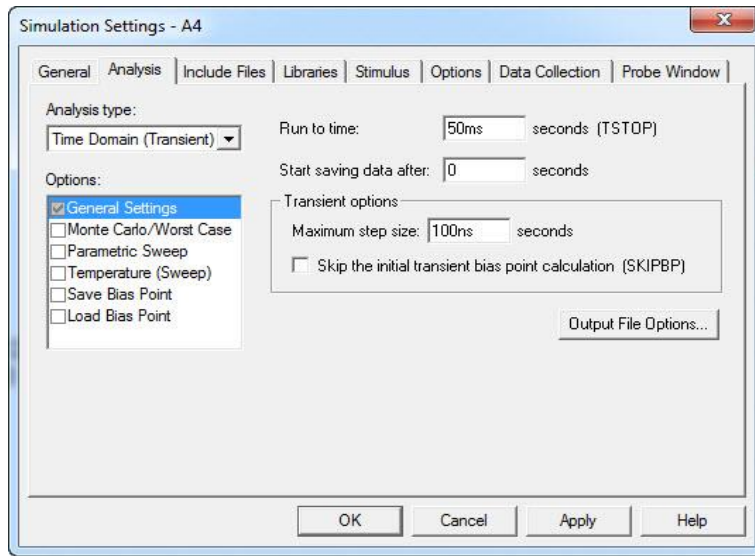 Simulation Settings - A4
General Analysis Include Files Libraries Stimulus Options Data Collection Probe Window
Analysis type:
Time Domain (Transient)
Options:
General Settings
Monte Carlo/Worst Case
Parametric Sweep
Temperature (Sweep)
Save Bias Point
Load Bias Point
Run to time: 50ms seconds (TSTOP)
Start saving data after: 0 seconds
Transient options
Maximum step size: 100ns seconds
Skip the initial transient bias point calculation (SKIPBP)
Output File Options...
OK Cancel Apply Help